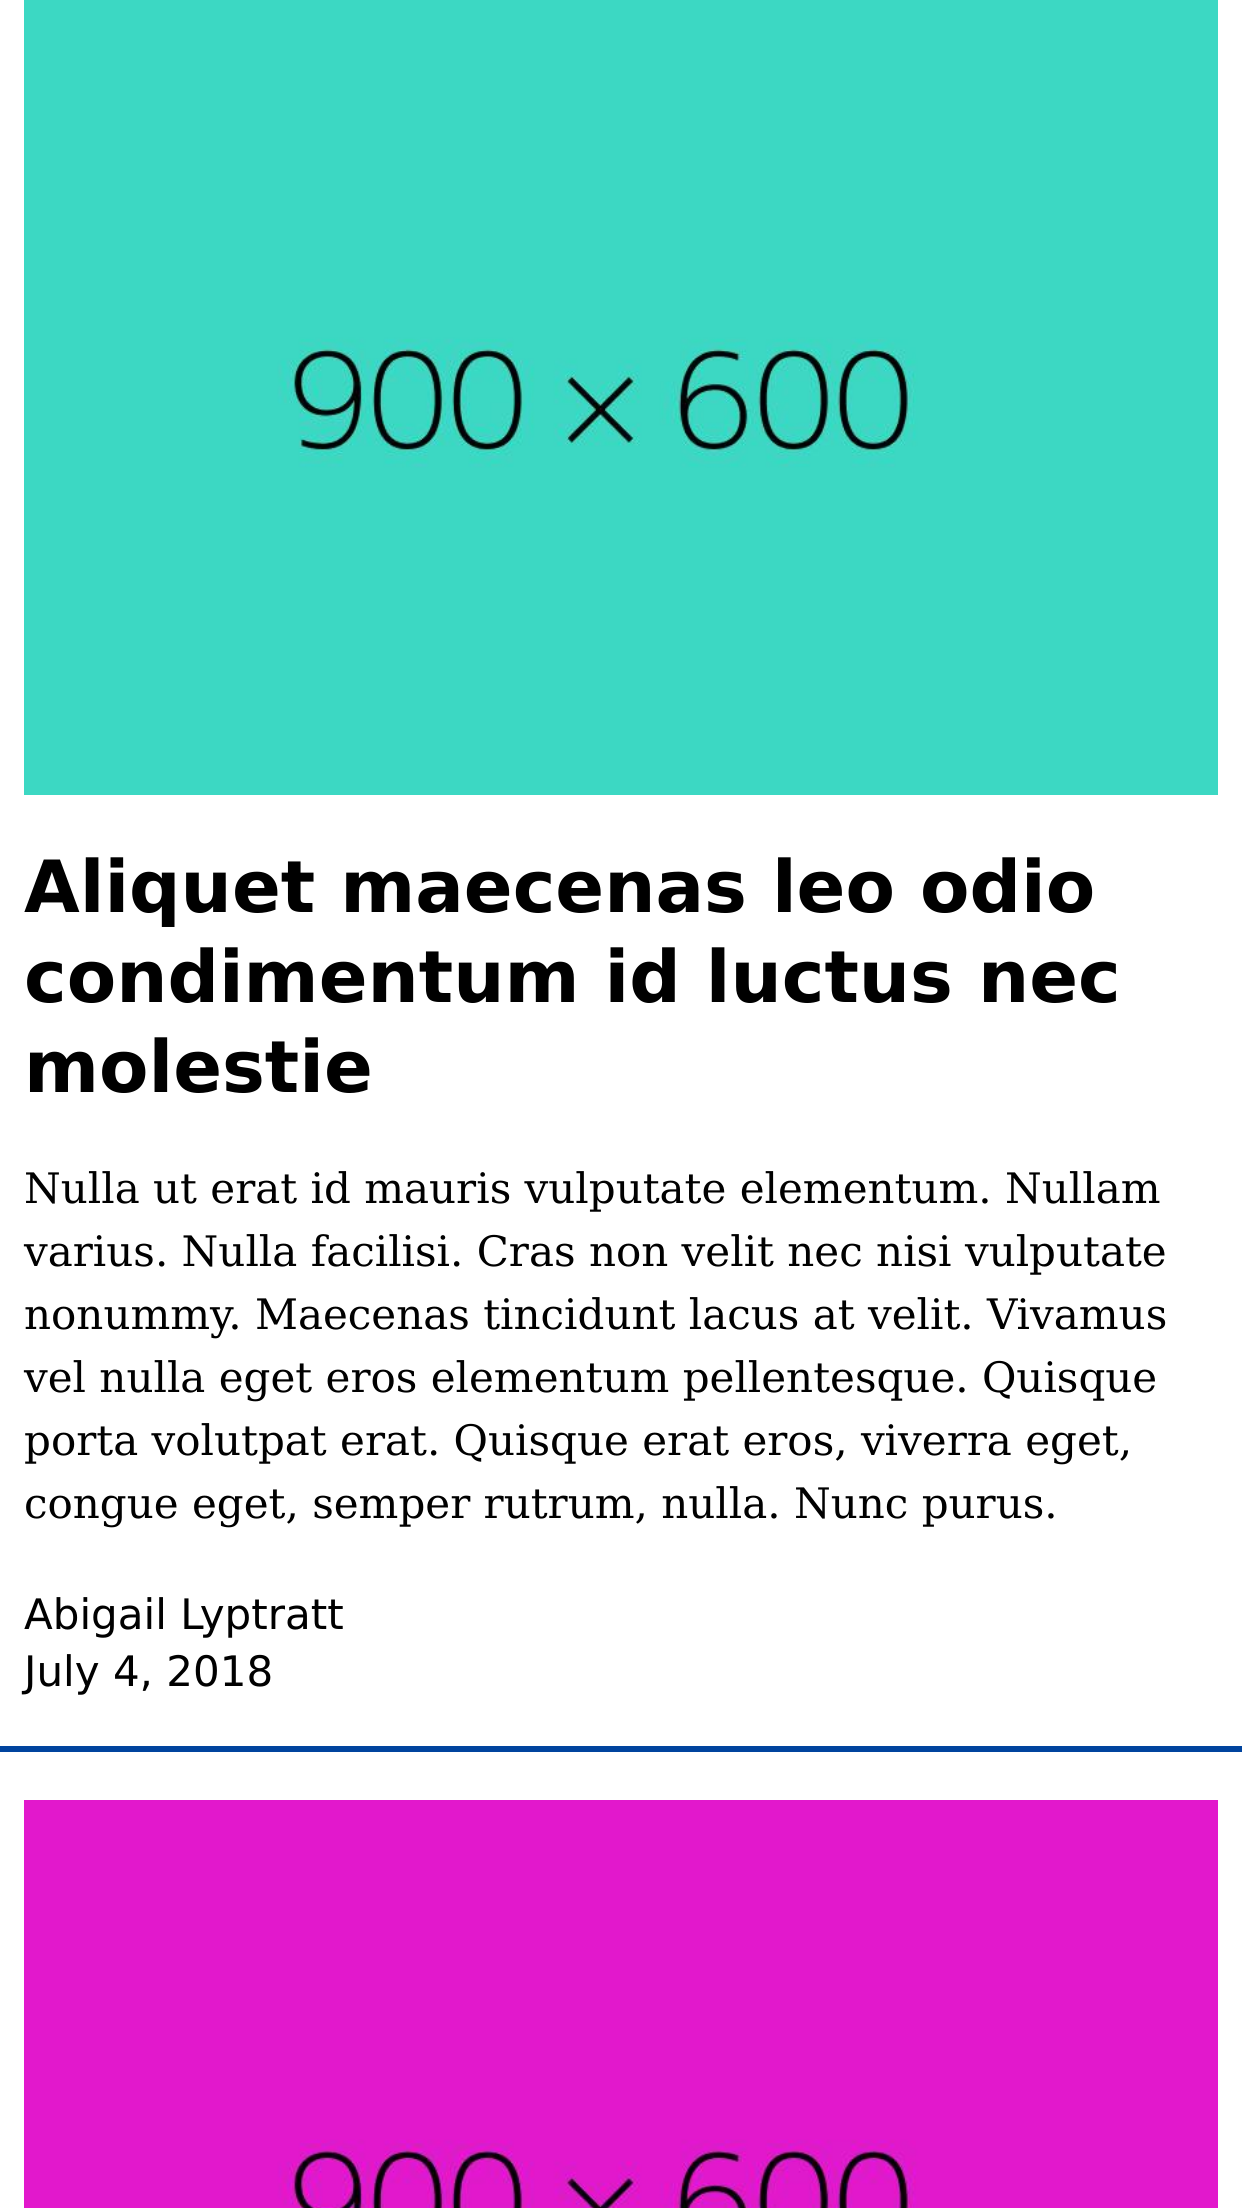 900 × 600
Aliquet maecenas leo odio
condimentum id luctus nec
molestie
Nulla ut erat id mauris vulputate elementum. Nullam
varius. Nulla facilisi. Cras non velit nec nisi vulputate
nonummy. Maecenas tincidunt lacus at velit. Vivamus
vel nulla eget eros elementum pellentesque. Quisque
porta volutpat erat. Quisque erat eros, viverra eget,
congue eget, semper rutrum, nulla. Nunc purus.
Abigail Lyptratt
July 4, 2018
900 × 600